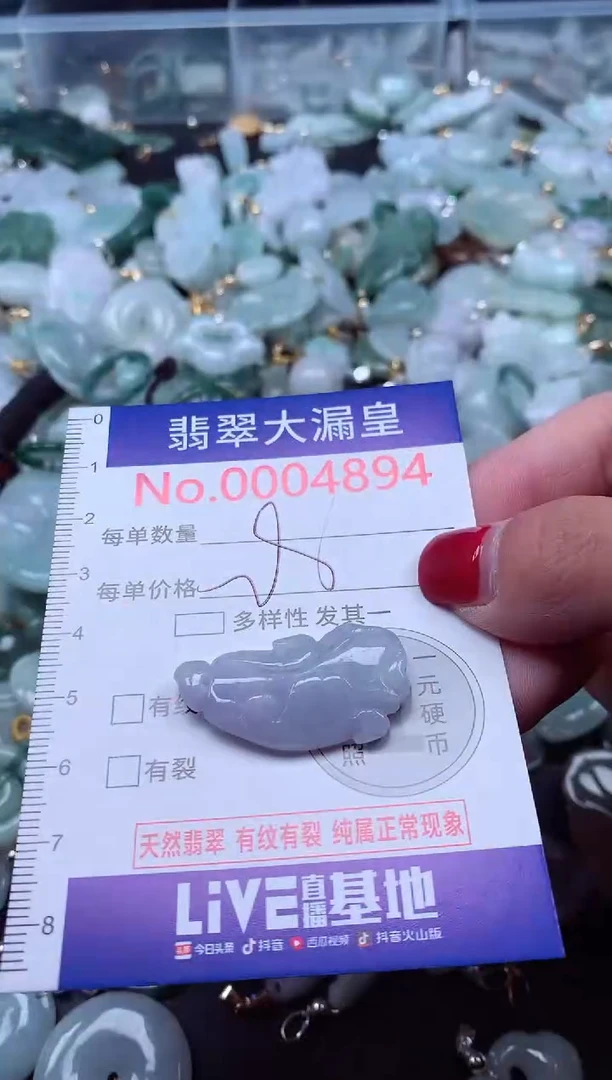 翡翠大漏皇
No.0004894
每单数量
每单价格
多样性 发其一
有纹
有裂
一元硬币
照
天然翡翠 有纹有裂 纯属正常现象
LiVE直播基地
头条 今日头条 抖音 西瓜视频 抖音火山版
0
1
2
3
4
5
6
7
8